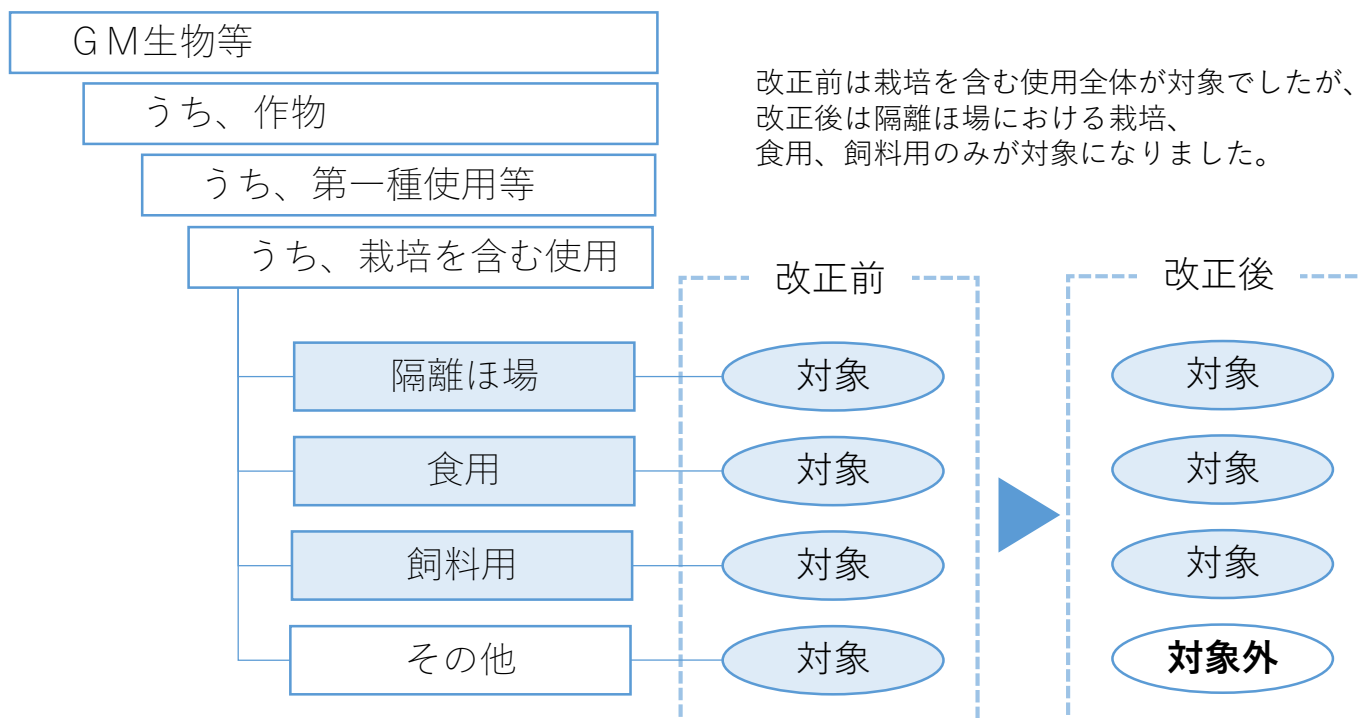 ＧＭ生物等
うち、作物
うち、第一種使用等
うち、栽培を含む使用
改正前は栽培を含む使用全体が対象でしたが、
改正後は隔離ほ場における栽培、
食用、飼料用のみが対象になりました。
改正前
改正後
隔離ほ場
対象
対象
食用
対象
対象
飼料用
対象
対象
その他
対象
対象外